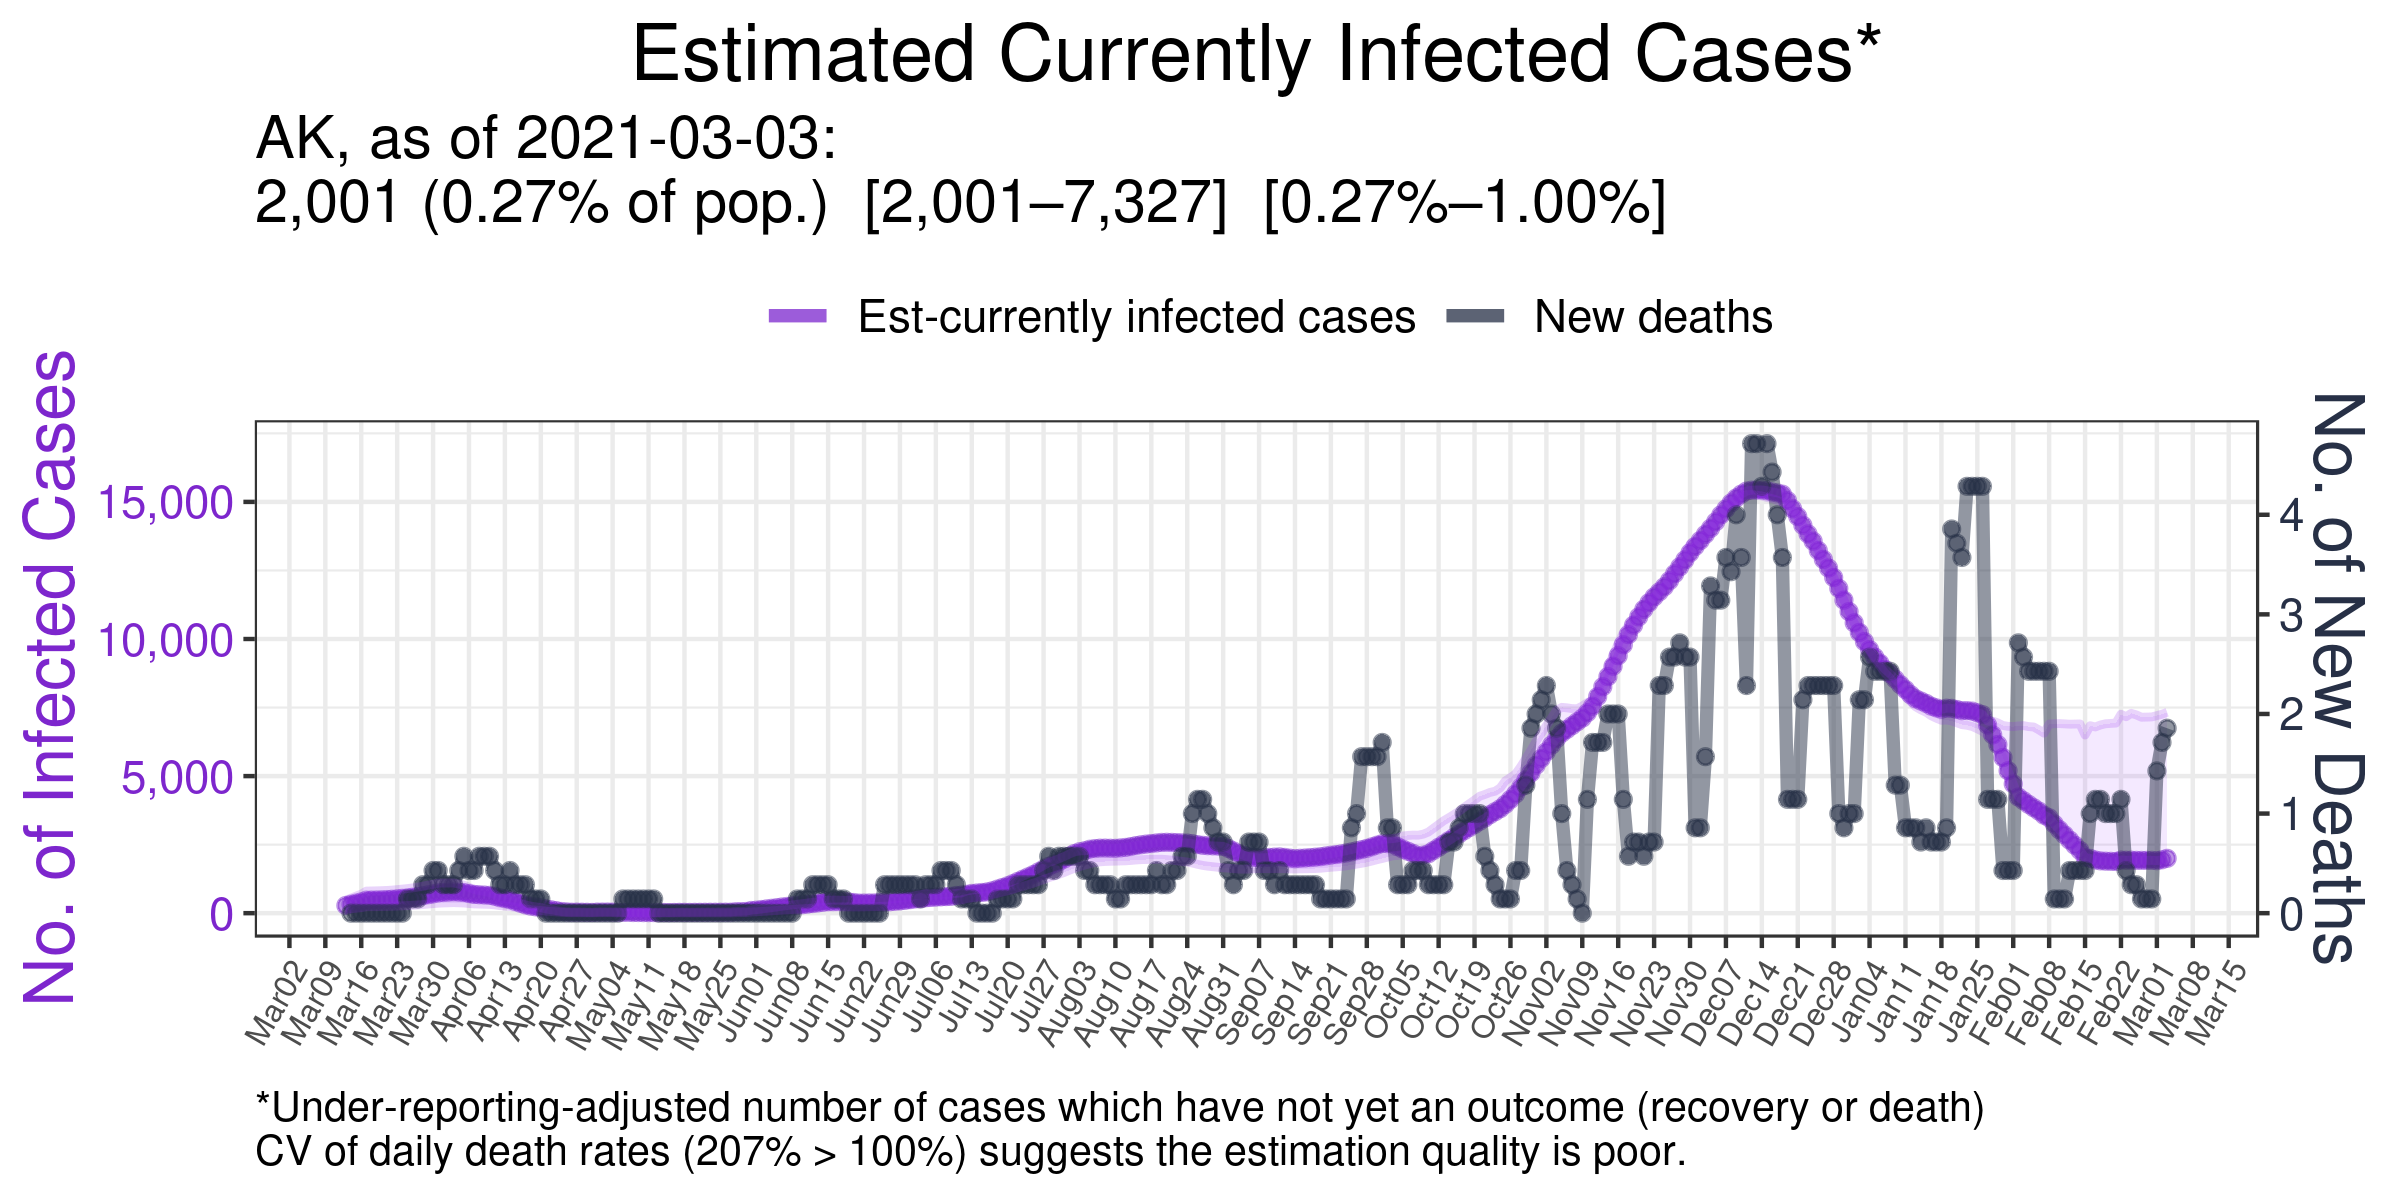 Estimated Currently Infected Cases*
AK, as of 2021-03-03:
2,001 (0.27% of pop.)  [2,001–7,327]  [0.27%–1.00%]
Est-currently infected cases
New deaths
No. of Infected Cases
15,000
10,000
5,000
0
4
3
2
1
0
No. of New Deaths
Mar02
Mar09
Mar16
Mar23
Mar30
Apr06
Apr13
Apr20
Apr27
May04
May11
May18
May25
Jun01
Jun08
Jun15
Jun22
Jun29
Jul06
Jul13
Jul20
Jul27
Aug03
Aug10
Aug17
Aug24
Aug31
Sep07
Sep14
Sep21
Sep28
Oct05
Oct12
Oct19
Oct26
Nov02
Nov09
Nov16
Nov23
Nov30
Dec07
Dec14
Dec21
Dec28
Jan04
Jan11
Jan18
Jan25
Feb01
Feb08
Feb15
Feb22
Mar01
Mar08
Mar15
*Under-reporting-adjusted number of cases which have not yet an outcome (recovery or death)
CV of daily death rates (207% > 100%) suggests the estimation quality is poor.